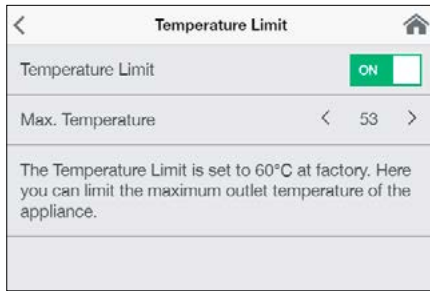 Temperature Limit
Temperature Limit ON
Max. Temperature < 53 >
The Temperature Limit is set to 60°C at factory. Here
you can limit the maximum outlet temperature of the
appliance.